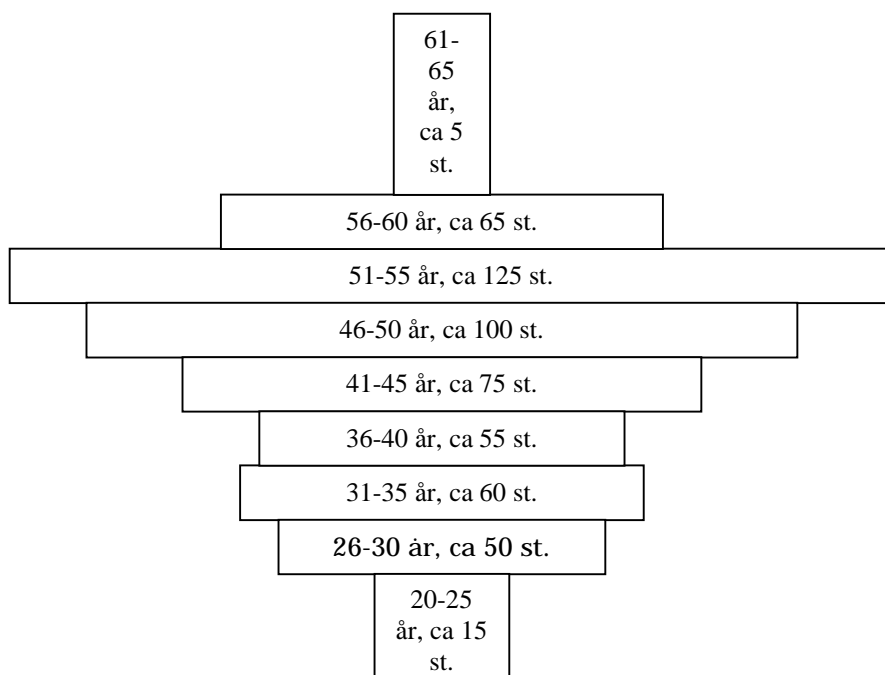 61-
65
år,
ca 5
st.
56-60 år, ca 65 st.
51-55 år, ca 125 st.
46-50 år, ca 100 st.
41-45 år, ca 75 st.
36-40 år, ca 55 st.
31-35 år, ca 60 st.
26-30 år, ca 50 st.
20-25
år, ca 15
st.